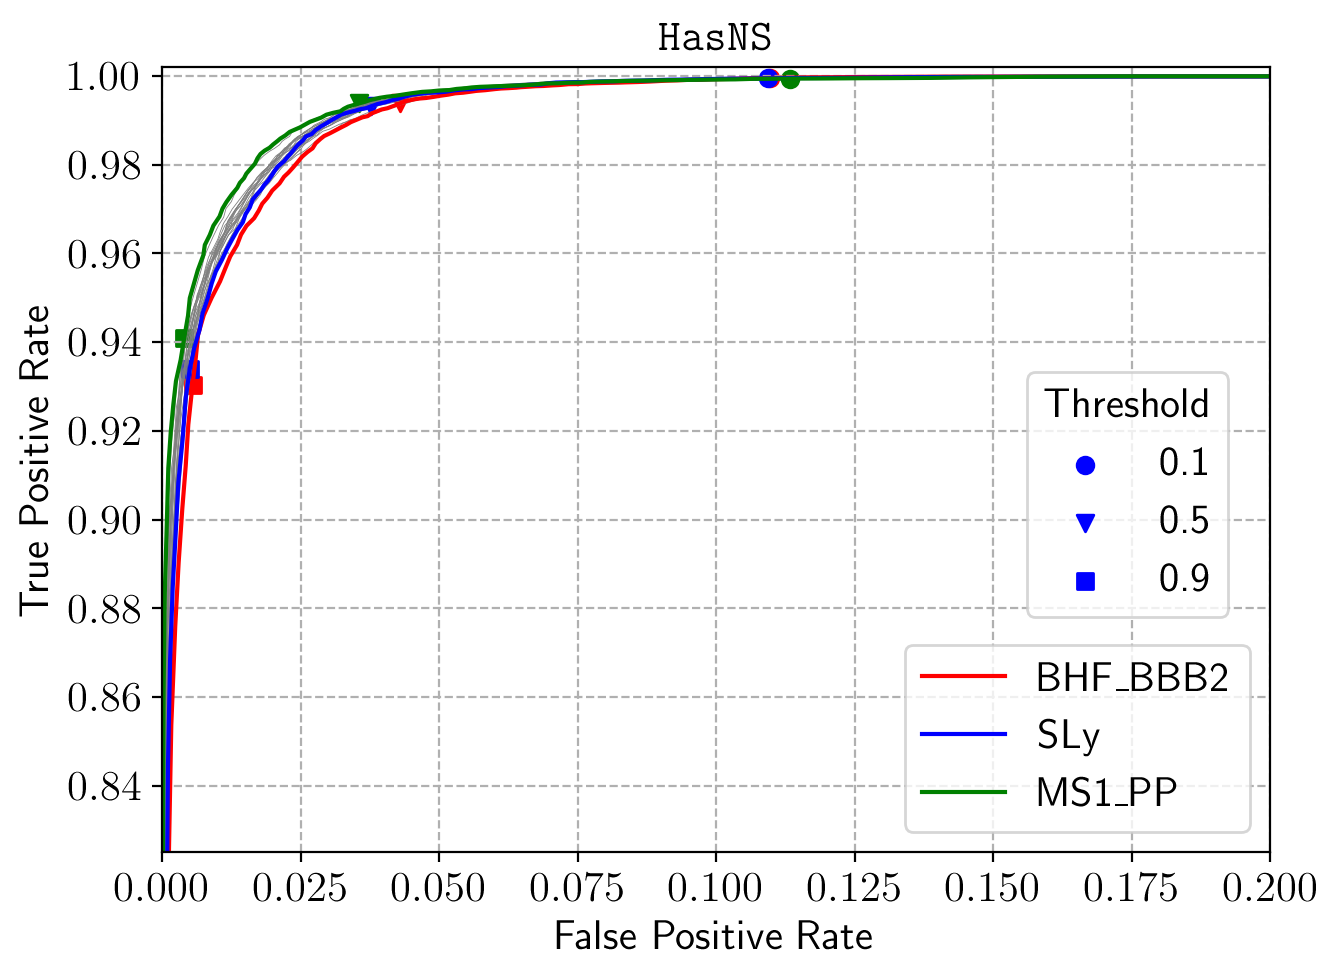 HasNS
True Positive Rate
1.00
0.98
0.96
0.94
0.92
0.90
0.88
0.86
0.84
Threshold
0.1
0.5
0.9
BHF_BBB2
SLy
MS1_PP
0.000 0.025 0.050 0.075 0.100 0.125 0.150 0.175 0.200
False Positive Rate